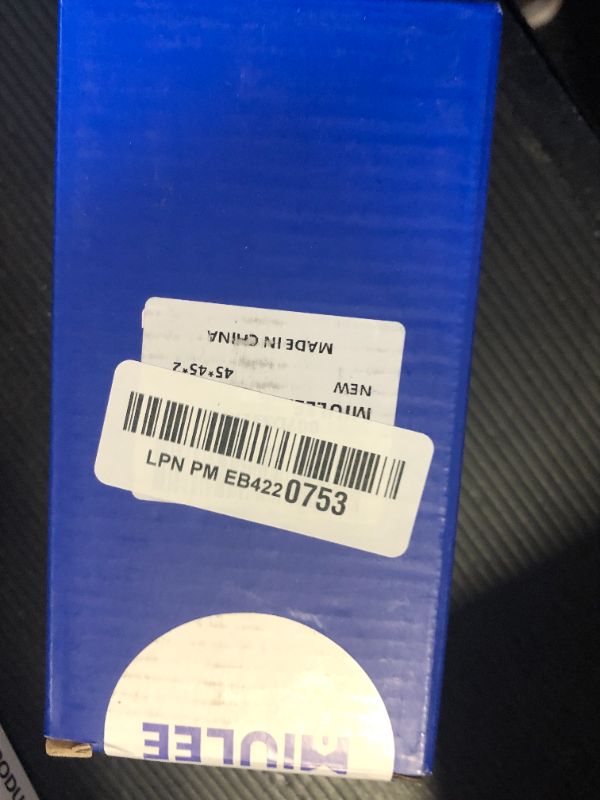 MADE IN CHINA
45*45*2
NEW
LPN PM EB4220753
MIULEE